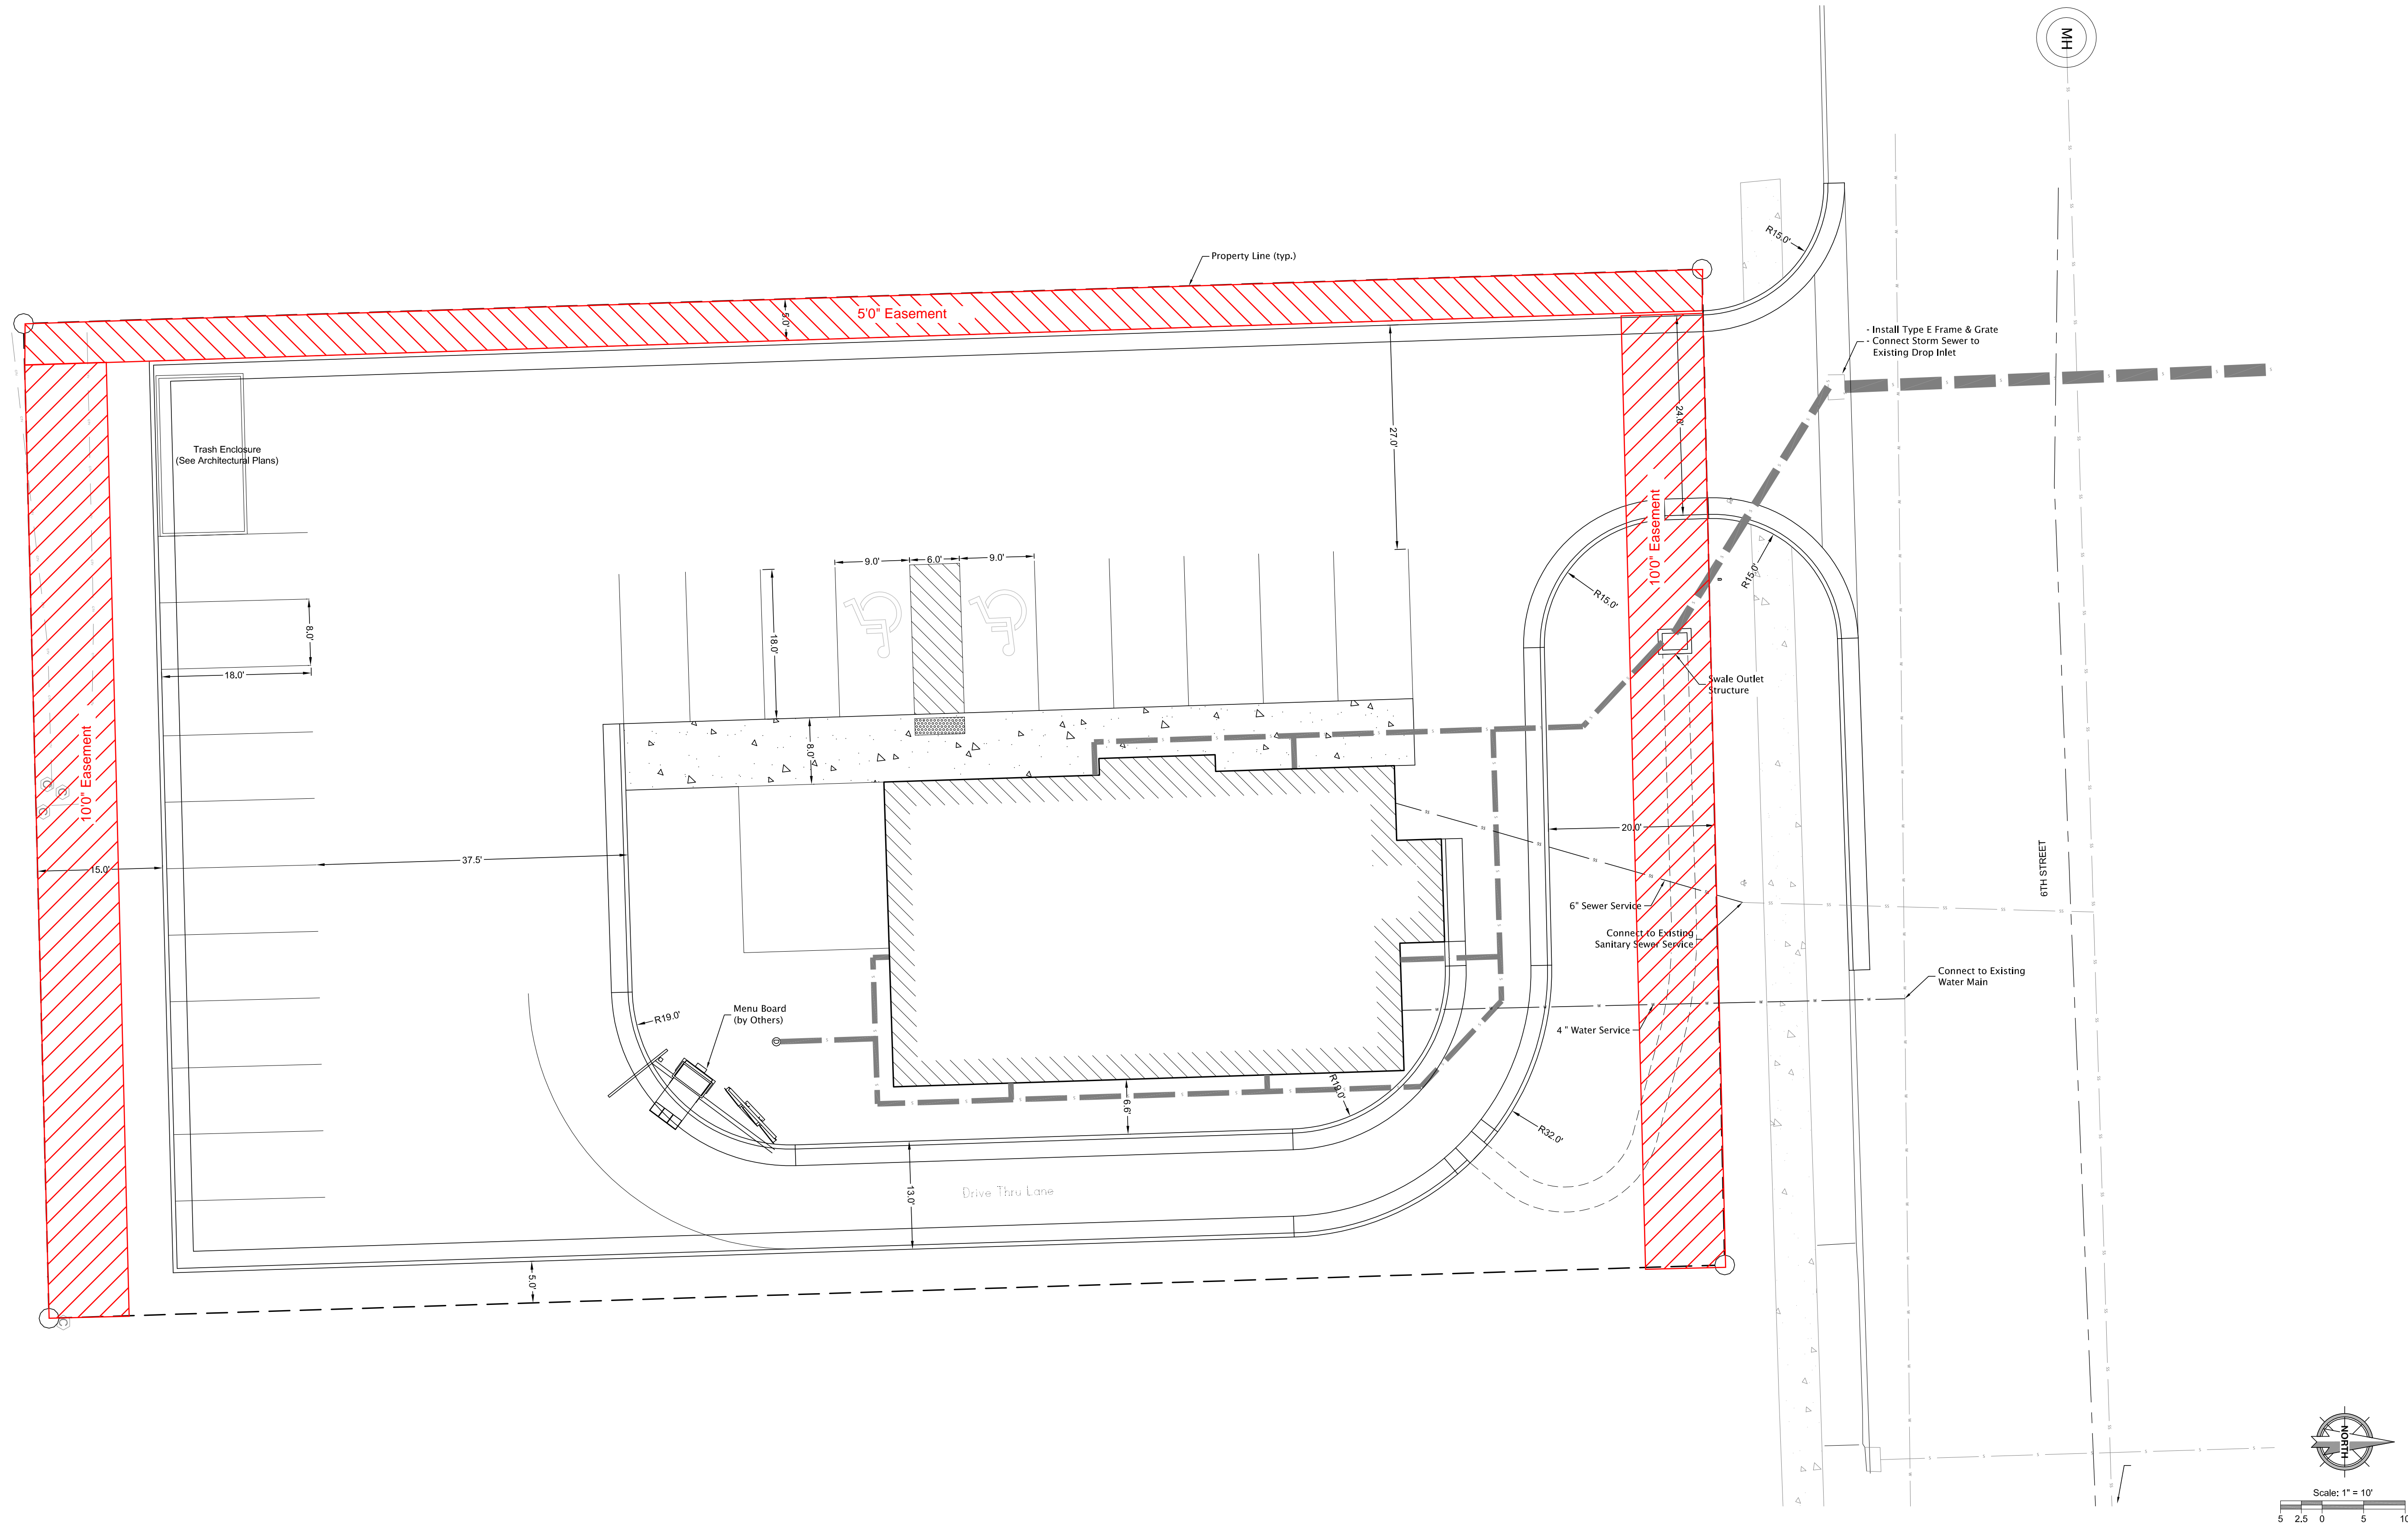 MH
R15.0'
Property Line (typ.)
5.0'
5'0" Easement
- Install Type E Frame & Grate
- Connect Storm Sewer to
Existing Drop Inlet
Trash Enclosure
(See Architectural Plans)
27.0'
24.0'
10'0" Easement
9.0'
6.0'
9.0'
18.0'
8.0'
18.0'
R15.0'
R15.0'
Swale Outlet
Structure
8.0'
10'0" Easement
15.0'
37.5'
20.0'
6TH STREET
6" Sewer Service
Connect to Existing
Sanitary Sewer Service
Connect to Existing
Water Main
4 " Water Service
R19.0'
Menu Board
(by Others)
6.6'
R19.0'
R32.0'
13.0'
Drive Thru Lane
5.0'
NORTH
Scale: 1" = 10'
5 2.5 0 5 10